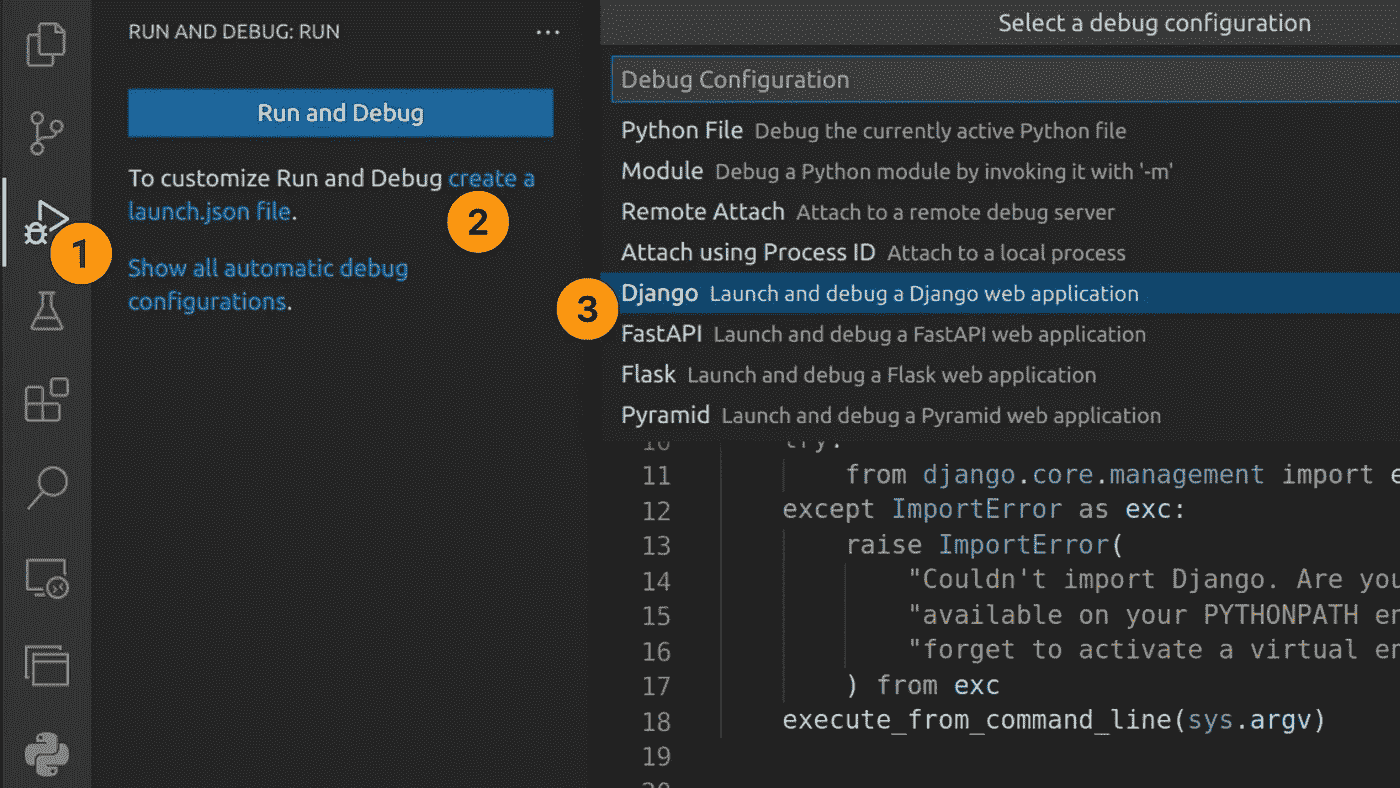 RUN AND DEBUG: RUN
Run and Debug
To customize Run and Debug create a
launch.json file.
Show all automatic debug
configurations.
1
2
3
Select a debug configuration
Debug Configuration
Python File Debug the currently active Python file
Module Debug a Python module by invoking it with '-m'
Remote Attach Attach to a remote debug server
Attach using Process ID Attach to a local process
Django Launch and debug a Django web application
FastAPI Launch and debug a FastAPI web application
Flask Launch and debug a Flask web application
Pyramid Launch and debug a Pyramid web application
10 try:
11 from django.core.management import e
12 except ImportError as exc:
13 raise ImportError(
14 "Couldn't import Django. Are you
15 "available on your PYTHONPATH en
16 "forget to activate a virtual en
17 ) from exc
18 execute_from_command_line(sys.argv)
19